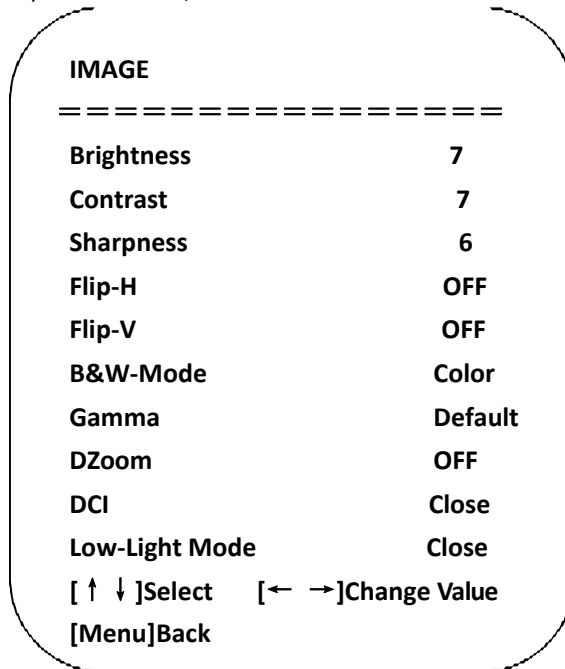 IMAGE
================
Brightness 7
Contrast 7
Sharpness 6
Flip-H OFF
Flip-V OFF
B&W-Mode Color
Gamma Default
DZoom OFF
DCI Close
Low-Light Mode Close
[↑ ↓]Select [← →]Change Value
[Menu]Back